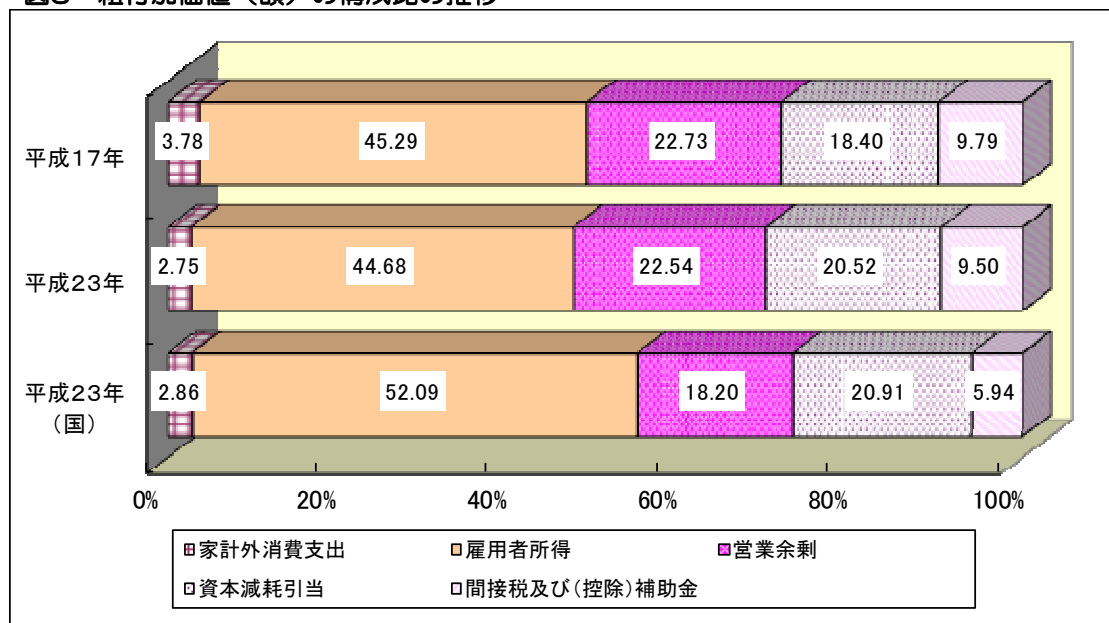 平成17年
3.78 45.29 22.73 18.40 9.79
平成23年
2.75 44.68 22.54 20.52 9.50
平成23年
(国)
2.86 52.09 18.20 20.91 5.94
0% 20% 40% 60% 80% 100%
家計外消費支出 雇用者所得 営業余剰
資本減耗引当 間接税及び(控除)補助金